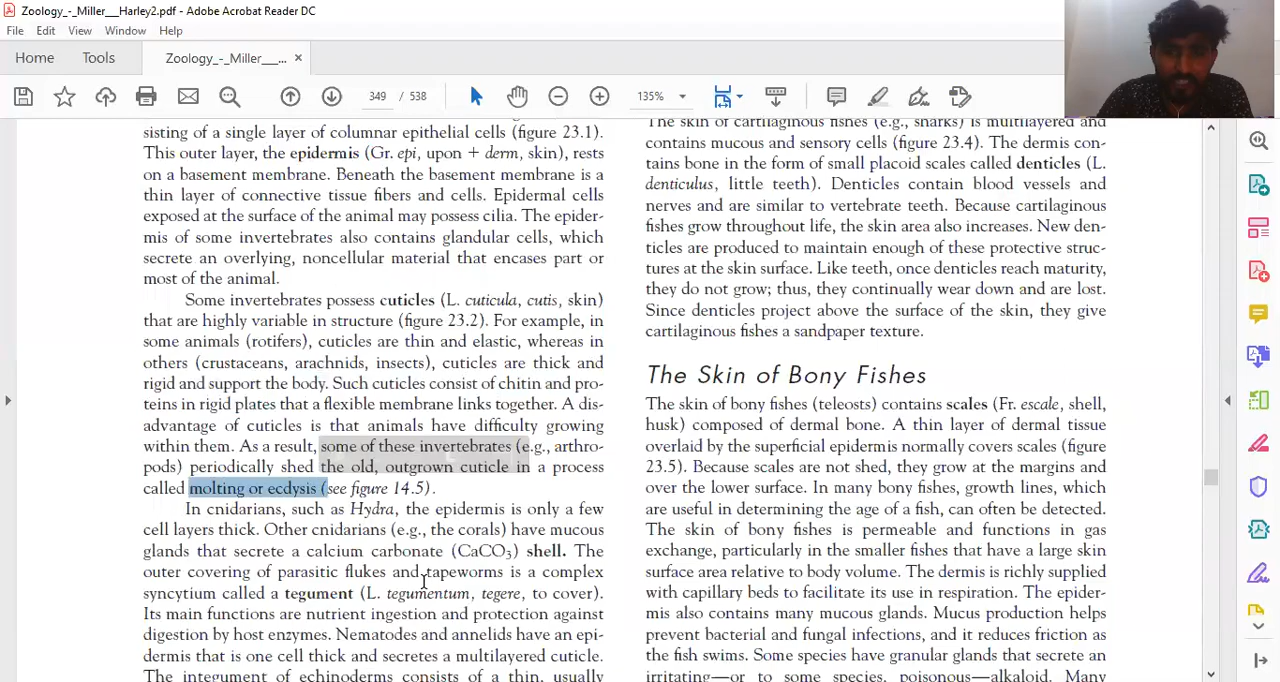 Zoology_-_Miller___Harley2.pdf - Adobe Acrobat Reader DC
File Edit View Window Help
Home Tools Zoology_-_Miller___... ×
349 / 538 135%
sisting of a single layer of columnar epithelial cells (figure 23.1).
This outer layer, the epidermis (Gr. epi, upon + derm, skin), rests
on a basement membrane. Beneath the basement membrane is a
thin layer of connective tissue fibers and cells. Epidermal cells
exposed at the surface of the animal may possess cilia. The epider-
mis of some invertebrates also contains glandular cells, which
secrete an overlying, noncellular material that encases part or
most of the animal.
Some invertebrates possess cuticles (L. cuticula, cutis, skin)
that are highly variable in structure (figure 23.2). For example, in
some animals (rotifers), cuticles are thin and elastic, whereas in
others (crustaceans, arachnids, insects), cuticles are thick and
rigid and support the body. Such cuticles consist of chitin and pro-
teins in rigid plates that a flexible membrane links together. A dis-
advantage of cuticles is that animals have difficulty growing
within them. As a result, some of these invertebrates (e.g., arthro-
pods) periodically shed the old, outgrown cuticle in a process
called molting or ecdysis (see figure 14.5).
In cnidarians, such as Hydra, the epidermis is only a few
cell layers thick. Other cnidarians (e.g., the corals) have mucous
glands that secrete a calcium carbonate (CaCO₃) shell. The
outer covering of parasitic flukes and tapeworms is a complex
syncytium called a tegument (L. tegumentum, tegere, to cover).
Its main functions are nutrient ingestion and protection against
digestion by host enzymes. Nematodes and annelids have an epi-
dermis that is one cell thick and secretes a multilayered cuticle.
The integument of echinoderms consists of a thin, usually
The skin of cartilaginous fishes (e.g., sharks) is multilayered and
contains mucous and sensory cells (figure 23.4). The dermis con-
tains bone in the form of small placoid scales called denticles (L.
denticulus, little teeth). Denticles contain blood vessels and
nerves and are similar to vertebrate teeth. Because cartilaginous
fishes grow throughout life, the skin area also increases. New den-
ticles are produced to maintain enough of these protective struc-
tures at the skin surface. Like teeth, once denticles reach maturity,
they do not grow; thus, they continually wear down and are lost.
Since denticles project above the surface of the skin, they give
cartilaginous fishes a sandpaper texture.
The Skin of Bony Fishes
The skin of bony fishes (teleosts) contains scales (Fr. escale, shell,
husk) composed of dermal bone. A thin layer of dermal tissue
overlaid by the superficial epidermis normally covers scales (figure
23.5). Because scales are not shed, they grow at the margins and
over the lower surface. In many bony fishes, growth lines, which
are useful in determining the age of a fish, can often be detected.
The skin of bony fishes is permeable and functions in gas
exchange, particularly in the smaller fishes that have a large skin
surface area relative to body volume. The dermis is richly supplied
with capillary beds to facilitate its use in respiration. The epider-
mis also contains many mucous glands. Mucus production helps
prevent bacterial and fungal infections, and it reduces friction as
the fish swims. Some species have granular glands that secrete an
irritating—or to some species, poisonous—alkaloid. Many